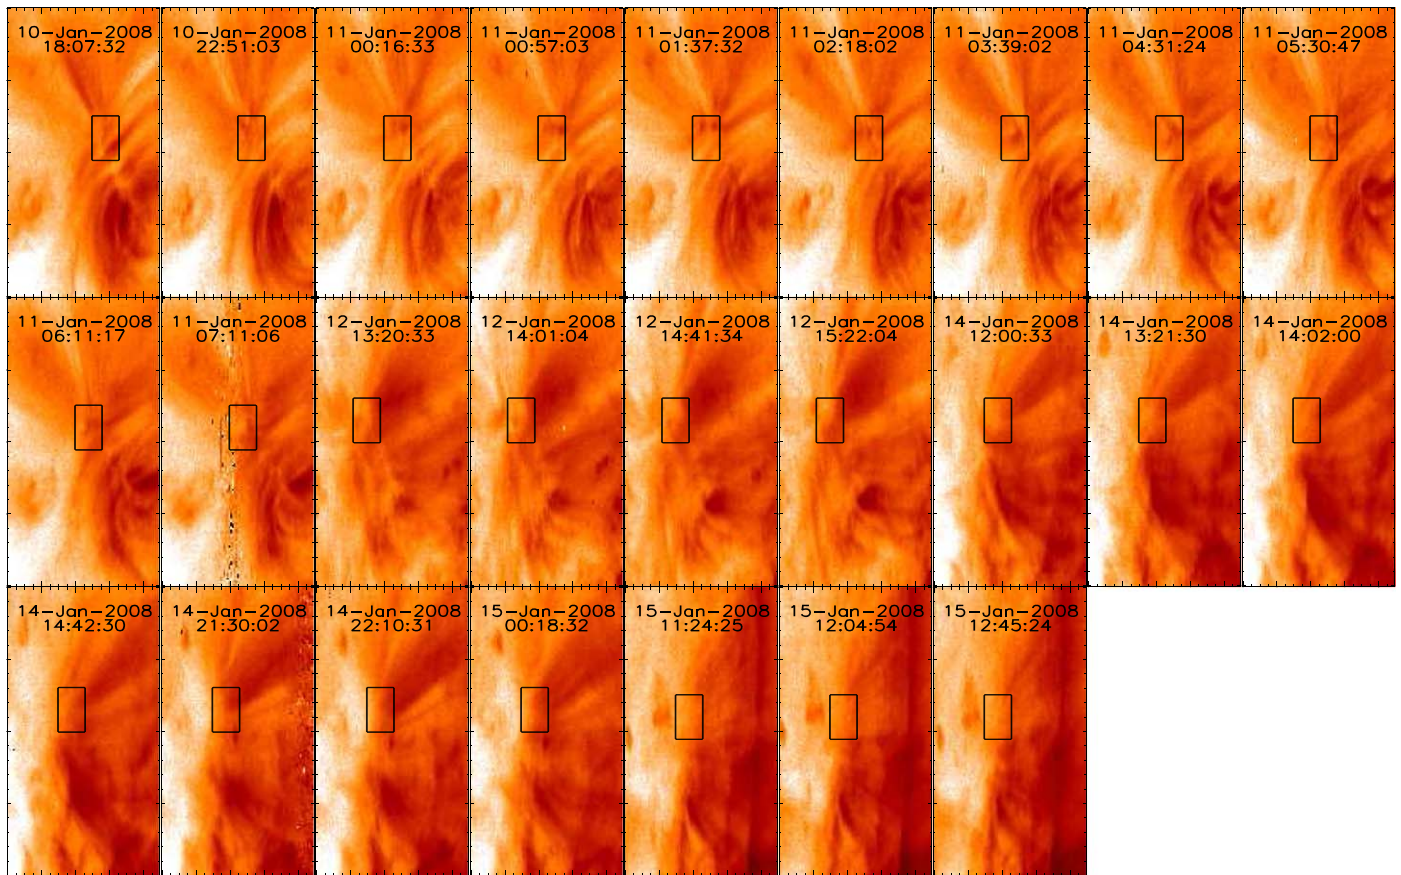 10-Jan-2008
18:07:32
10-Jan-2008
22:51:03
11-Jan-2008
00:16:33
11-Jan-2008
00:57:03
11-Jan-2008
01:37:32
11-Jan-2008
02:18:02
11-Jan-2008
03:39:02
11-Jan-2008
04:31:24
11-Jan-2008
05:30:47
11-Jan-2008
06:11:17
11-Jan-2008
07:11:06
12-Jan-2008
13:20:33
12-Jan-2008
14:01:04
12-Jan-2008
14:41:34
12-Jan-2008
15:22:04
14-Jan-2008
12:00:33
14-Jan-2008
13:21:30
14-Jan-2008
14:02:00
14-Jan-2008
14:42:30
14-Jan-2008
21:30:02
14-Jan-2008
22:10:31
15-Jan-2008
00:18:32
15-Jan-2008
11:24:25
15-Jan-2008
12:04:54
15-Jan-2008
12:45:24